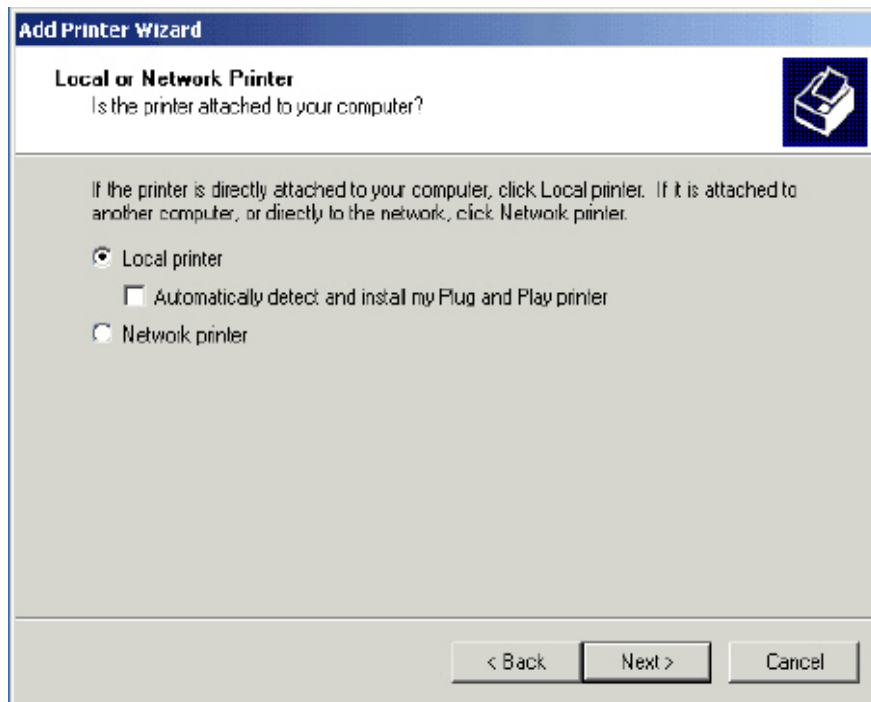 Add Printer Wizard
Local or Network Printer
Is the printer attached to your computer?
If the printer is directly attached to your computer, click Local printer. If it is attached to
another computer, or directly to the network, click Network printer.
Local printer
Automatically detect and install my Plug and Play printer
Network printer
< Back Next > Cancel